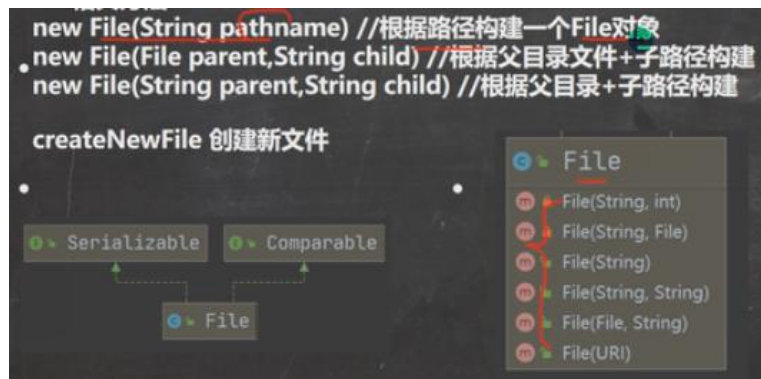 new File(String pathname) //根据路径构建一个File对象
new File(File parent,String child) //根据父目录文件+子路径构建
new File(String parent,String child) //根据父目录+子路径构建
createNewFile 创建新文件
Serializable
Comparable
File
File
File(String, int)
File(String, File)
File(String)
File(String, String)
File(File, String)
File(URI)